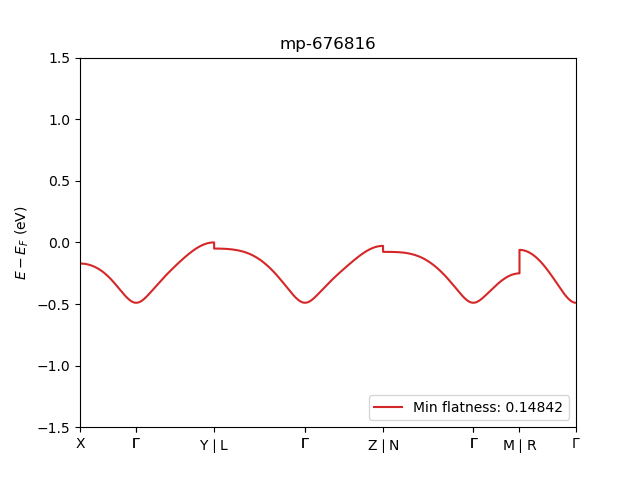 mp-676816
1.5
1.0
0.5
0.0
−0.5
−1.0
−1.5
E − E_F (eV)
X Γ Y | L Γ Z | N Γ M | R Γ
Min flatness: 0.14842